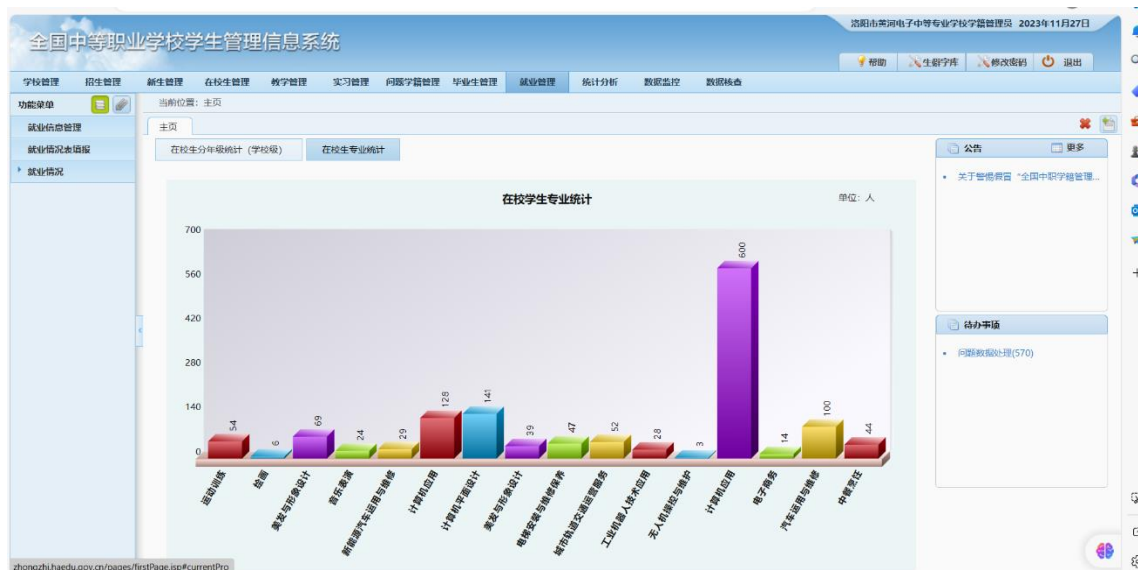 洛阳市黄河电子中等专业学校学籍管理员 2023年11月27日
全国中等职业学校学生管理信息系统
帮助 生僻字库 修改密码 退出
学校管理 招生管理 新生管理 在校生管理 教学管理 实习管理 问题学籍管理 毕业生管理 就业管理 统计分析 数据监控 数据核查
功能菜单
当前位置：主页
就业信息管理
就业情况表填报
就业情况
主页
在校生分年级统计（学校级） 在校生专业统计
公告 更多
关于警惕假冒“全国中职学籍管理...
待办事项
问题数据处理(570)
在校学生专业统计
单位：人
700
560
420
280
140
0
54
6
69
24
29
128
141
39
47
52
28
3
600
14
100
44
运动训练
绘画
美发与形象设计
音乐表演
新能源汽车运用与维修
计算机应用
计算机平面设计
美发与形象设计
电梯安装与维修保养
城市轨道交通运营服务
工业机器人技术应用
无人机操控与维护
计算机应用
电子商务
汽车运用与维修
中餐烹饪
zhongzhi.haedu.gov.cn/pages/firstPage.jsp#currentPro